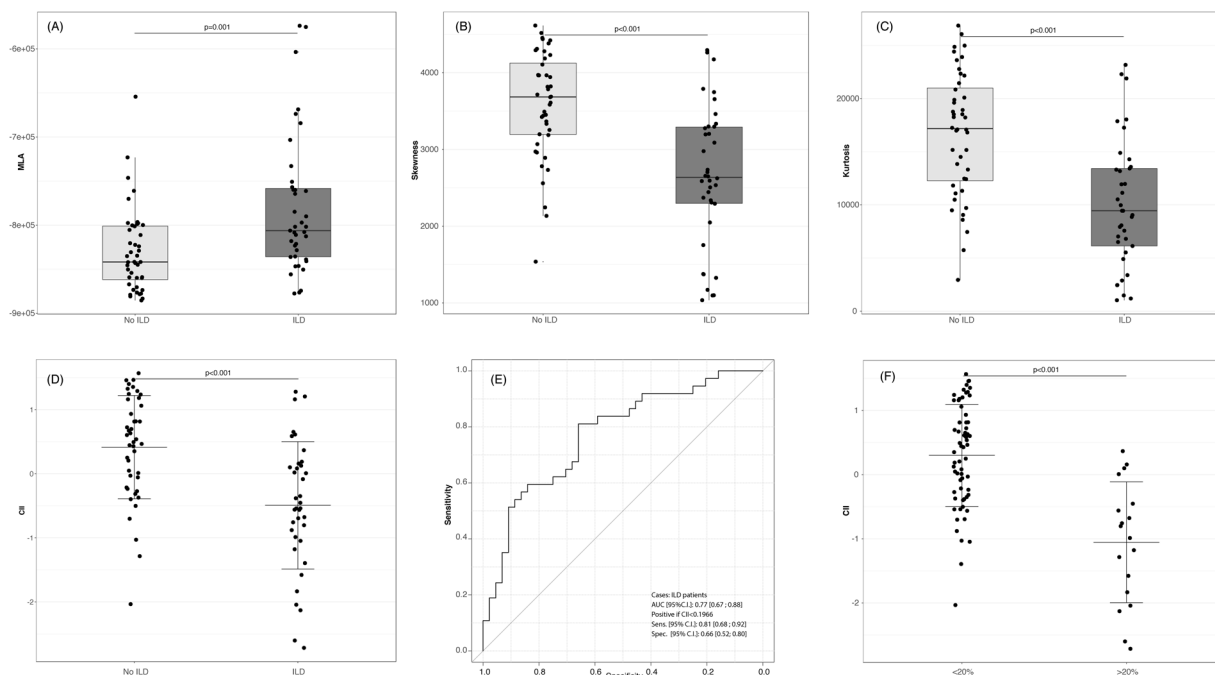 (A)
p=0.001
-6e+05
-7e+05
-8e+05
-9e+05
MLA
No ILD
ILD
(B)
p<0.001
4000
3000
2000
1000
Skewness
No ILD
ILD
(C)
p<0.001
20000
10000
0
Kurtosis
No ILD
ILD
(D)
p<0.001
1
0
-1
-2
CII
No ILD
ILD
(E)
1.0
0.8
0.6
0.4
0.2
0.0
Sensitivity
Cases: ILD patients
AUC [95%C.I.]: 0.77 [0.67 ; 0.88]
Positive if CII<0.1966
Sens. [95% C.I.]: 0.81 [0.68 ; 0.92]
Spec. [95% C.I.]: 0.66 [0.52; 0.80]
1.0
0.8
0.6
0.4
0.2
0.0
(F)
p<0.001
1
0
-1
-2
CII
<20%
>20%